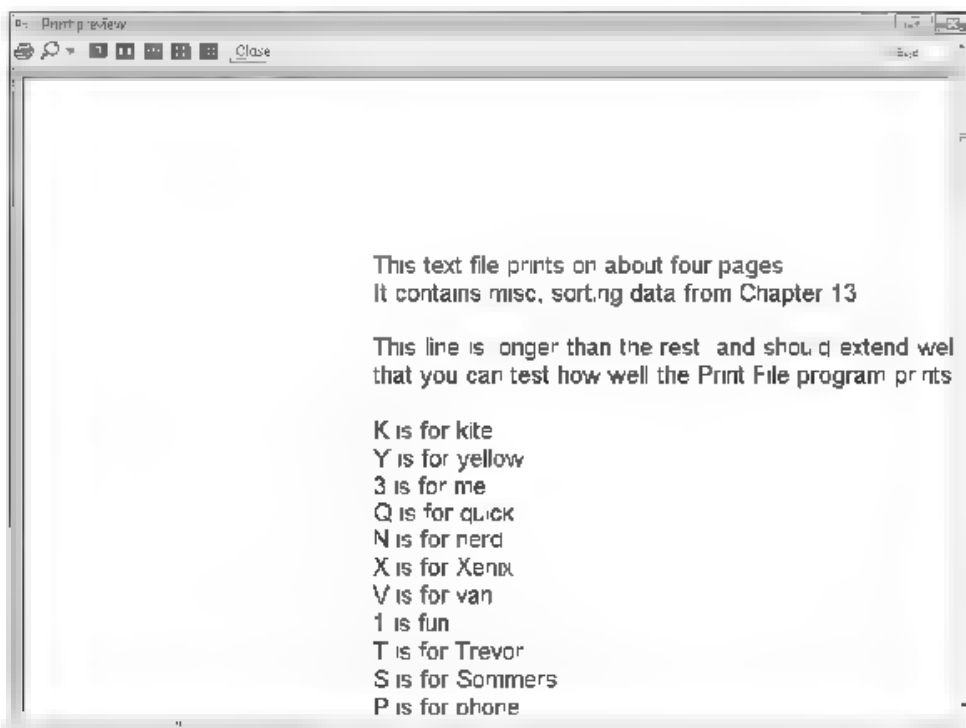 Print preview
Close
This text file prints on about four pages
It contains misc. sorting data from Chapter 13
This line is longer than the rest and should extend wel
that you can test how well the Print File program prints
K is for kite
Y is for yellow
3 is for me
Q is for quick
N is for nerd
X is for Xenix
V is for van
1 is fun
T is for Trevor
S is for Sommers
P is for phone